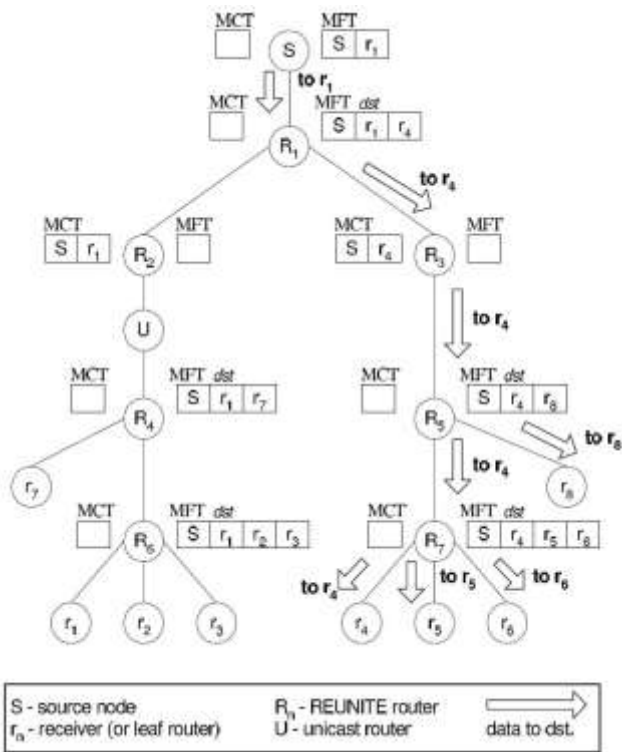 MCT MFT
S S r₁
to r₁
MCT MFT dst
R₁ S r₁ r₄
to r₄
MCT MFT MCT MFT
S r₁ R₂ S r₄ R₃
U to r₄
MCT MFT dst MCT MFT dst
R₄ S r₁ r₇ R₅ S r₄ r₈
to r₈
r₇ to r₄ r₈
MCT MFT dst MCT MFT dst
R₆ S r₁ r₂ r₃ R₇ S r₄ r₅ r₆
to r₄ to r₅ to r₆
r₁ r₂ r₃ r₄ r₅ r₆
S - source node Rₙ - REUNITE router
rₙ - receiver (or leaf router) U - unicast router data to dst.